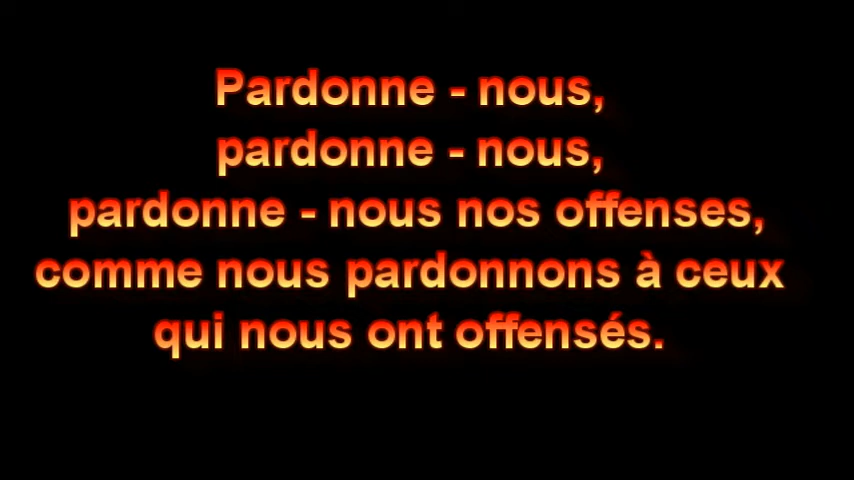 Pardonne - nous,
pardonne - nous,
pardonne - nous nos offenses,
comme nous pardonnons à ceux
qui nous ont offensés.